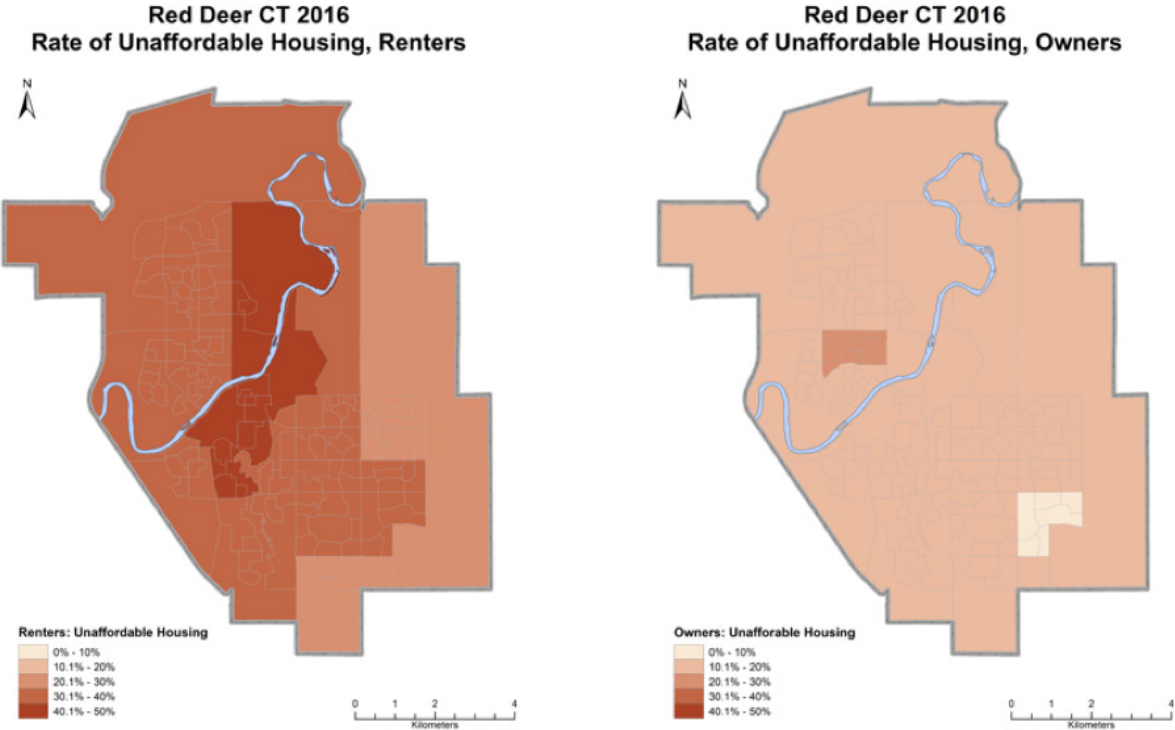 Red Deer CT 2016
Rate of Unaffordable Housing, Renters
N
Renters: Unaffordable Housing
0% - 10%
10.1% - 20%
20.1% - 30%
30.1% - 40%
40.1% - 50%
0 1 2 4
Kilometers
Red Deer CT 2016
Rate of Unaffordable Housing, Owners
N
Owners: Unafforable Housing
0% - 10%
10.1% - 20%
20.1% - 30%
30.1% - 40%
40.1% - 50%
0 1 2 4
Kilometers